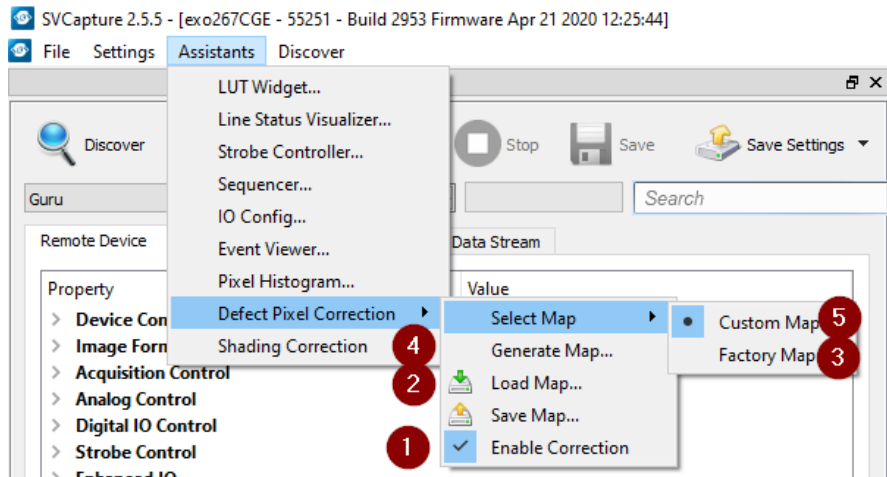 SVCapture 2.5.5 - [exo267CGE - 55251 - Build 2953 Firmware Apr 21 2020 12:25:44]
File Settings Assistants Discover
LUT Widget...
Discover Line Status Visualizer... Stop Save Save Settings
Strobe Controller...
Sequencer...
Guru Search
IO Config...
Remote Device Event Viewer... Data Stream
Pixel Histogram...
Property Value
Defect Pixel Correction Select Map Custom Map 5
Device Con
Shading Correction 4 Generate Map... Factory Map 3
Image Form
Acquisition Control
2 Load Map...
Analog Control
Save Map...
Digital IO Control
1 Enable Correction
Strobe Control
Enhanced IO